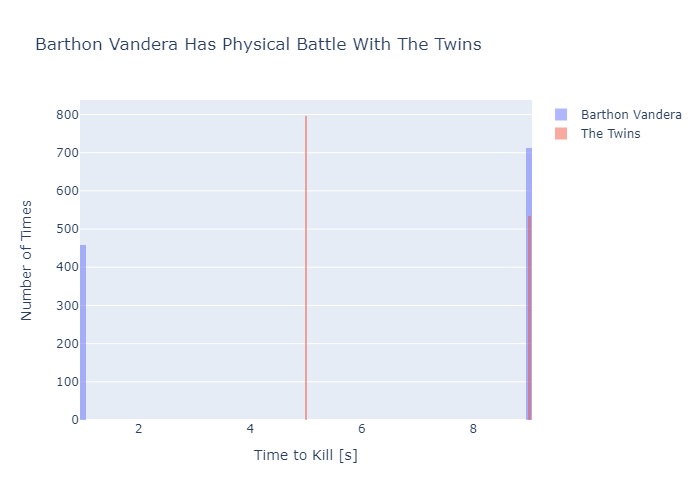 Barthon Vandera Has Physical Battle With The Twins
Barthon Vandera
The Twins
Number of Times
800
700
600
500
400
300
200
100
0
2 4 6 8
Time to Kill [s]